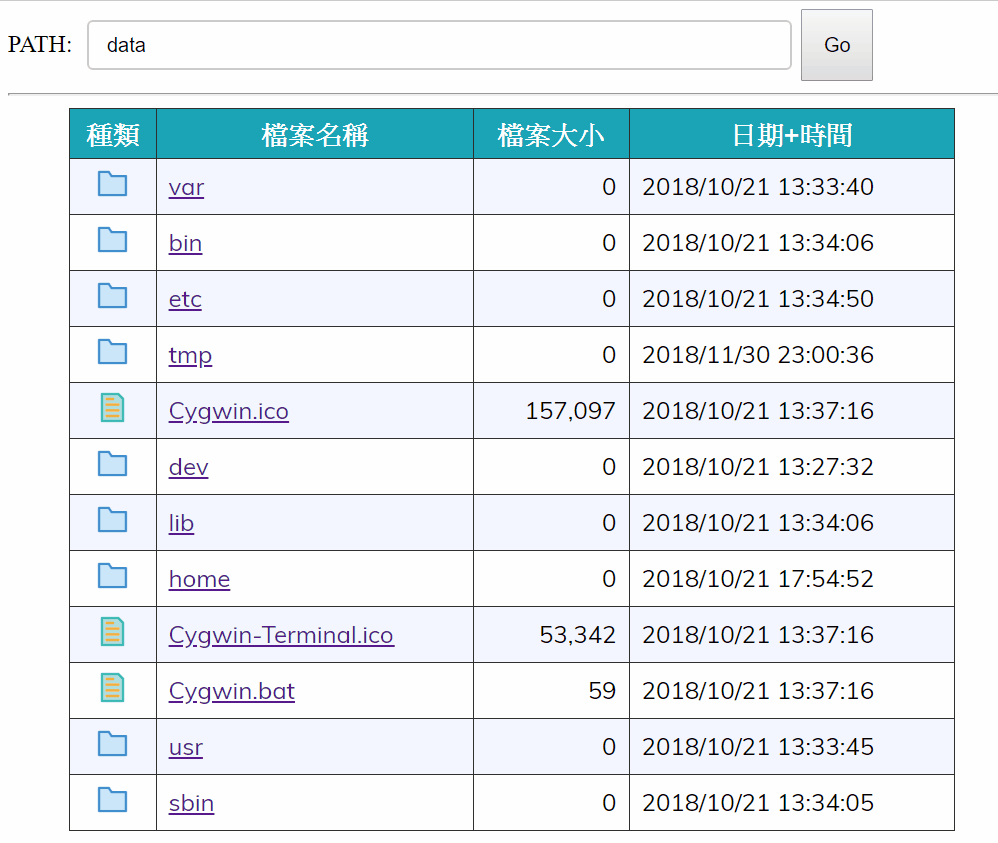 PATH: data Go
種類 檔案名稱 檔案大小 日期+時間
var 0 2018/10/21 13:33:40
bin 0 2018/10/21 13:34:06
etc 0 2018/10/21 13:34:50
tmp 0 2018/11/30 23:00:36
Cygwin.ico 157,097 2018/10/21 13:37:16
dev 0 2018/10/21 13:27:32
lib 0 2018/10/21 13:34:06
home 0 2018/10/21 17:54:52
Cygwin-Terminal.ico 53,342 2018/10/21 13:37:16
Cygwin.bat 59 2018/10/21 13:37:16
usr 0 2018/10/21 13:33:45
sbin 0 2018/10/21 13:34:05